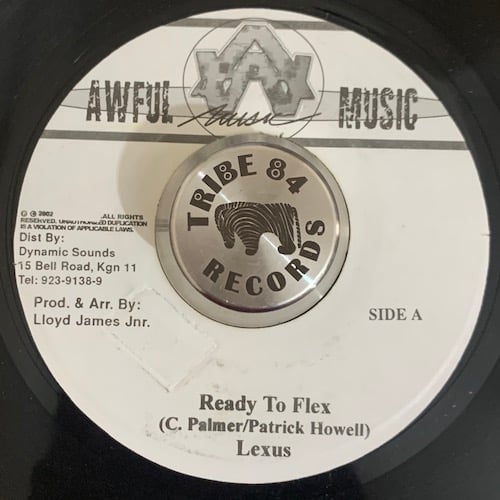 AWFUL MUSIC
music
TRIBE 84
RECORDS
℗ © 2002 .ALL RIGHTS
RESERVED. UNAUTHORIZED DUPLICATION
IS A VIOLATION OF APPLICABLE LAWS.
Dist By:
Dynamic Sounds
15 Bell Road, Kgn 11
Tel: 923-9138-9
Prod. & Arr. By:
Lloyd James Jnr.
SIDE A
Ready To Flex
(C. Palmer/Patrick Howell)
Lexus